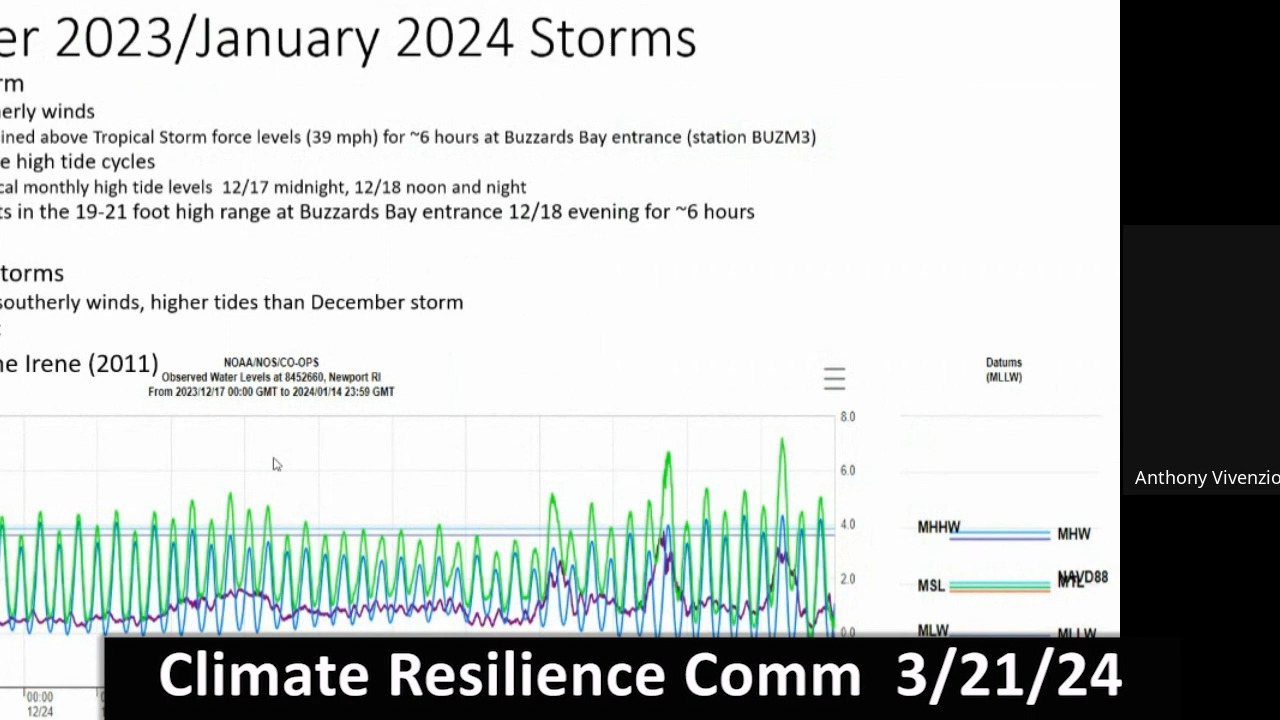 er 2023/January 2024 Storms
rm
erly winds
ined above Tropical Storm force levels (39 mph) for ~6 hours at Buzzards Bay entrance (station BUZM3)
e high tide cycles
cal monthly high tide levels 12/17 midnight, 12/18 noon and night
ts in the 19-21 foot high range at Buzzards Bay entrance 12/18 evening for ~6 hours
torms
southerly winds, higher tides than December storm
ne Irene (2011)
NOAA/NOS/CO-OPS
Observed Water Levels at 8452660, Newport RI
From 2023/12/17 00:00 GMT to 2024/01/14 23:59 GMT
Datums
(MLLW)
8.0
6.0
4.0
2.0
0.0
MHHW
MHW
NAVD88
MSL
MTL
MLW
MLLW
00:00
12/24
Anthony Vivenzio
Climate Resilience Comm 3/21/24